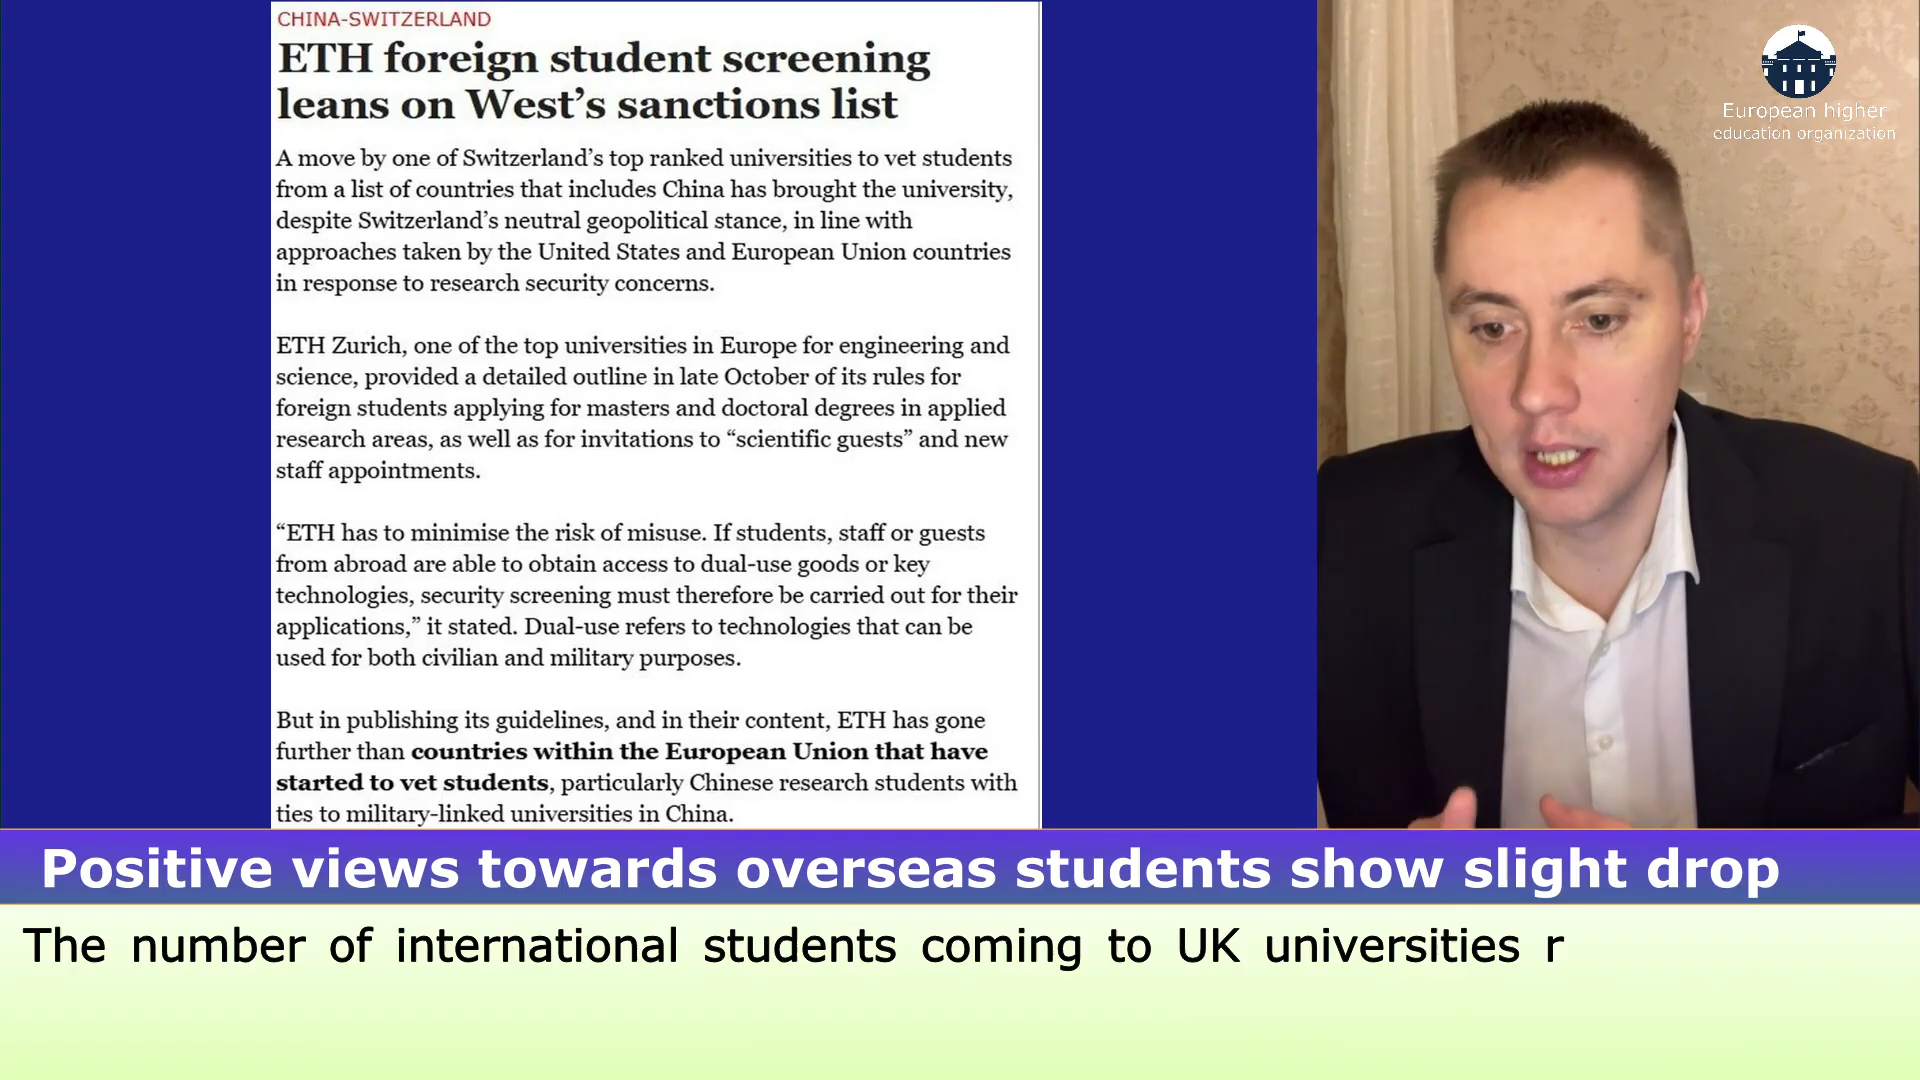 CHINA-SWITZERLAND
ETH foreign student screening
leans on West's sanctions list
A move by one of Switzerland's top ranked universities to vet students
from a list of countries that includes China has brought the university,
despite Switzerland's neutral geopolitical stance, in line with
approaches taken by the United States and European Union countries
in response to research security concerns.
ETH Zurich, one of the top universities in Europe for engineering and
science, provided a detailed outline in late October of its rules for
foreign students applying for masters and doctoral degrees in applied
research areas, as well as for invitations to “scientific guests” and new
staff appointments.
“ETH has to minimise the risk of misuse. If students, staff or guests
from abroad are able to obtain access to dual-use goods or key
technologies, security screening must therefore be carried out for their
applications,” it stated. Dual-use refers to technologies that can be
used for both civilian and military purposes.
But in publishing its guidelines, and in their content, ETH has gone
further than countries within the European Union that have
started to vet students, particularly Chinese research students with
ties to military-linked universities in China.
European higher
education organization
Positive views towards overseas students show slight drop
The number of international students coming to UK universities r